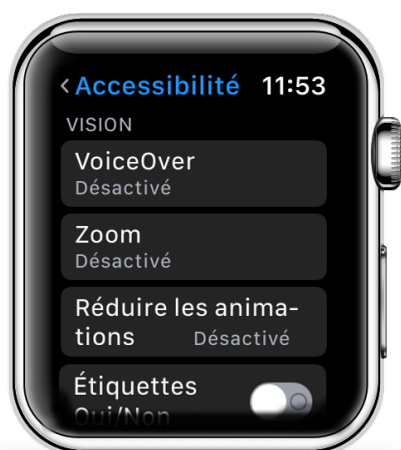 <Accessibilité 11:53
VISION
VoiceOver
Désactivé
Zoom
Désactivé
Réduire les anima-
tions Désactivé
Étiquettes
Oui/Non